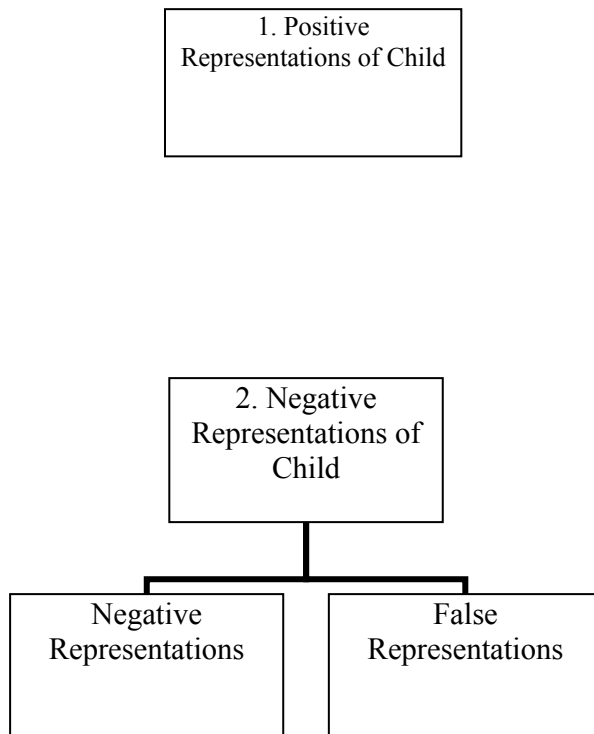 1. Positive
Representations of Child
2. Negative
Representations of
Child
Negative
Representations
False
Representations